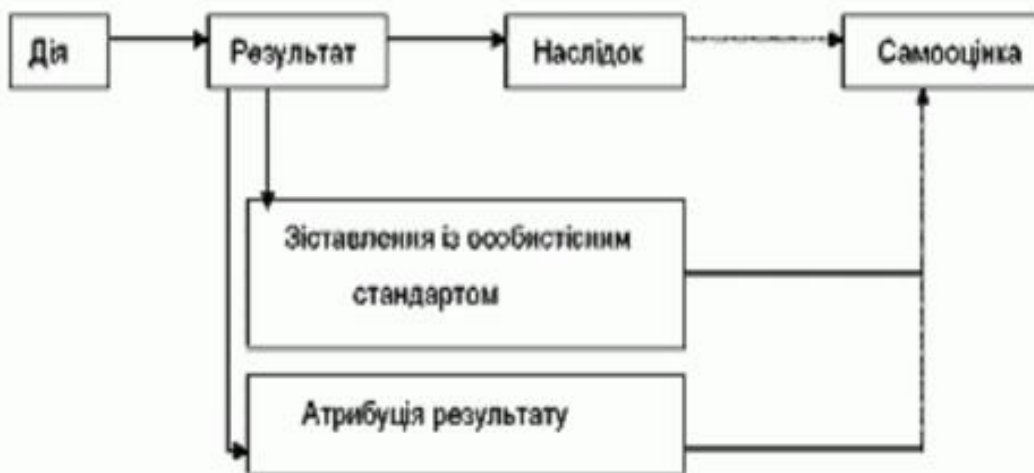 Дія
Результат
Наслідок
Самооцінка
Зіставлення із особистісним
стандартом
Атрибуція результату